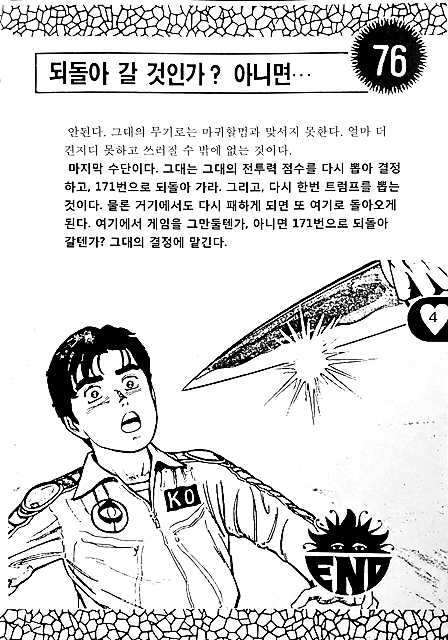 76
되돌아 갈 것인가? 아니면…
안된다. 그대의 무기로는 마귀할멈과 맞서지 못한다. 얼마 더
견지디 못하고 쓰러질 수 밖에 없는 것이다.
마지막 수단이다. 그대는 그대의 전투력 점수를 다시 뽑아 결정
하고, 171번으로 되돌아 가라. 그리고, 다시 한번 트럼프를 뽑는
것이다. 물론 거기에서도 다시 패하게 되면 또 여기로 돌아오게
된다. 여기에서 게임을 그만둘텐가, 아니면 171번으로 되돌아
갈텐가? 그대의 결정에 맡긴다.
4
KO
END